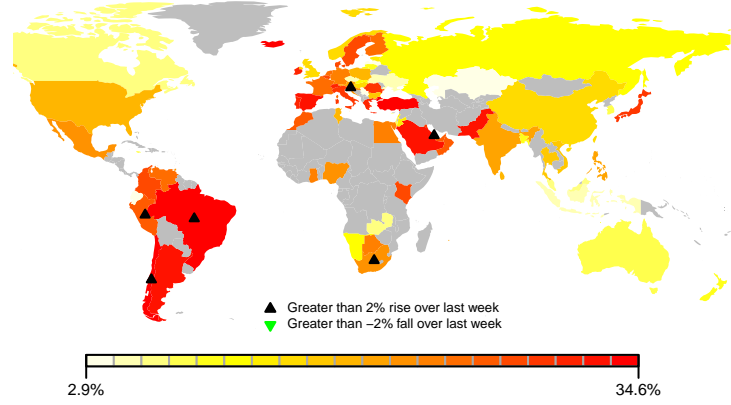 Greater than 2% rise over last week
Greater than −2% fall over last week
2.9%
34.6%